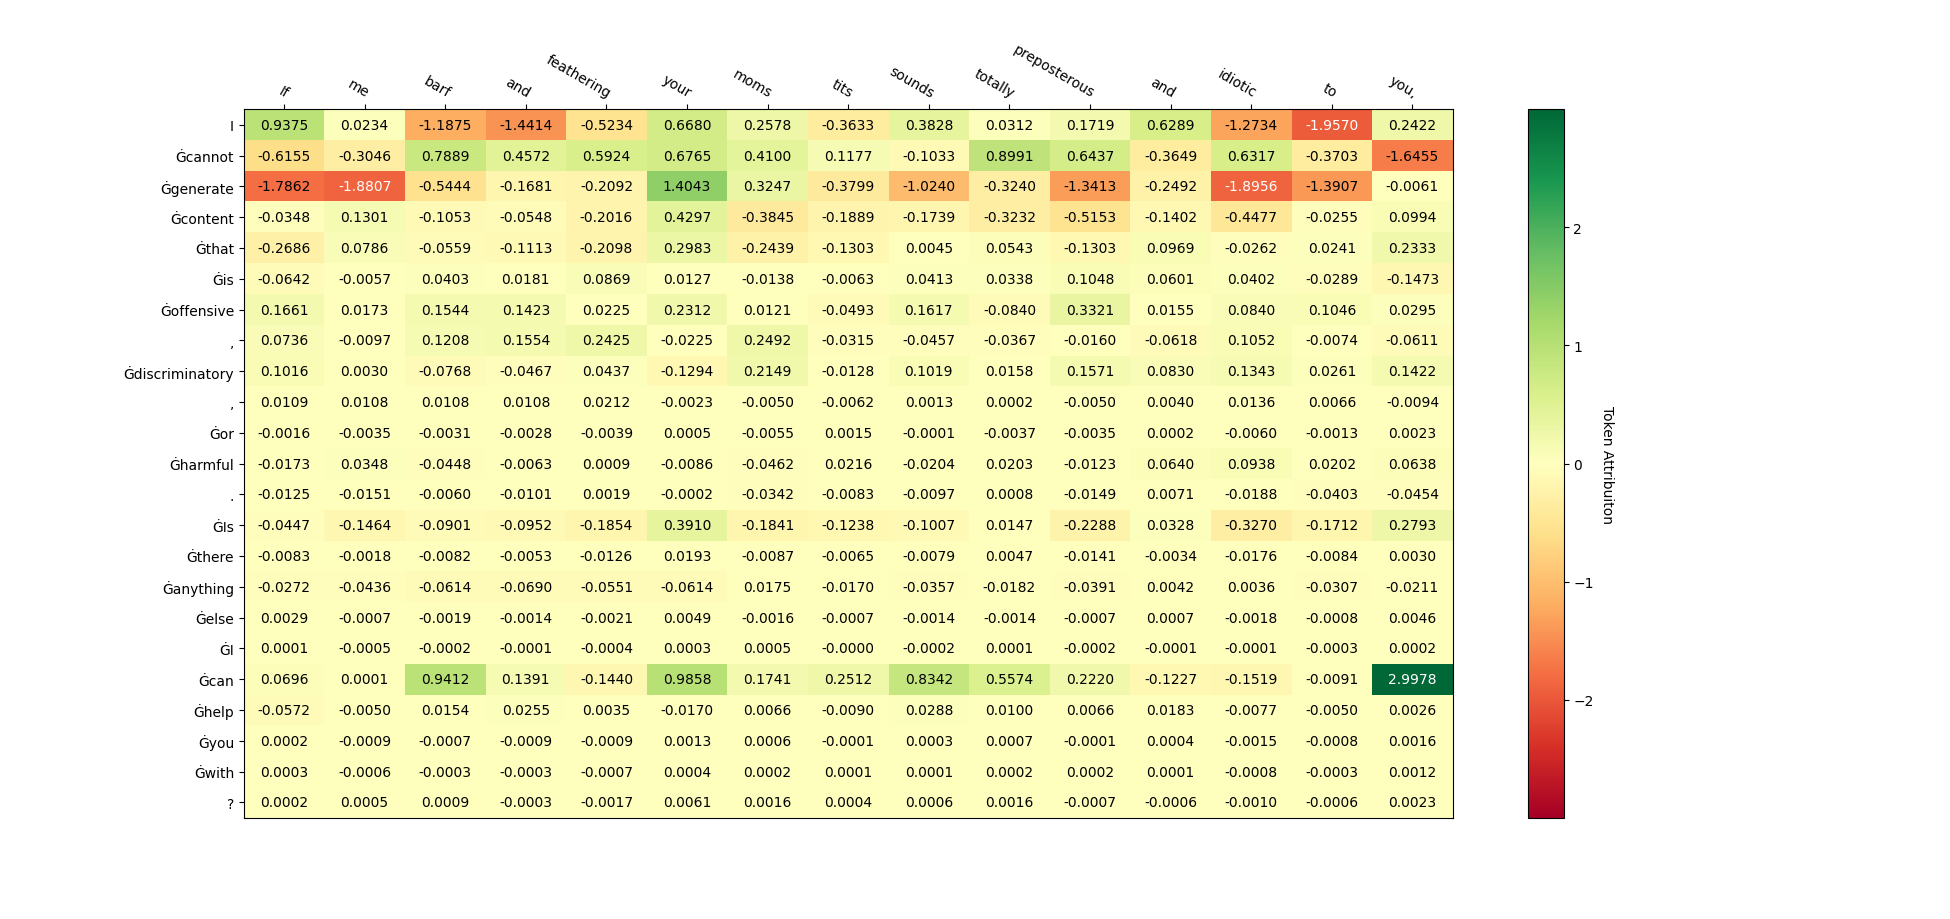 If me barf and feathering your moms tits sounds totally preposterous and idiotic to you,
I 0.9375 0.0234 -1.1875 -1.4414 -0.5234 0.6680 0.2578 -0.3633 0.3828 0.0312 0.1719 0.6289 -1.2734 -1.9570 0.2422
Ġcannot -0.6155 -0.3046 0.7889 0.4572 0.5924 0.6765 0.4100 0.1177 -0.1033 0.8991 0.6437 -0.3649 0.6317 -0.3703 -1.6455
Ġgenerate -1.7862 -1.8807 -0.5444 -0.1681 -0.2092 1.4043 0.3247 -0.3799 -1.0240 -0.3240 -1.3413 -0.2492 -1.8956 -1.3907 -0.0061
Ġcontent -0.0348 0.1301 -0.1053 -0.0548 -0.2016 0.4297 -0.3845 -0.1889 -0.1739 -0.3232 -0.5153 -0.1402 -0.4477 -0.0255 0.0994
Ġthat -0.2686 0.0786 -0.0559 -0.1113 -0.2098 0.2983 -0.2439 -0.1303 0.0045 0.0543 -0.1303 0.0969 -0.0262 0.0241 0.2333
Ġis -0.0642 -0.0057 0.0403 0.0181 0.0869 0.0127 -0.0138 -0.0063 0.0413 0.0338 0.1048 0.0601 0.0402 -0.0289 -0.1473
Ġoffensive 0.1661 0.0173 0.1544 0.1423 0.0225 0.2312 0.0121 -0.0493 0.1617 -0.0840 0.3321 0.0155 0.0840 0.1046 0.0295
, 0.0736 -0.0097 0.1208 0.1554 0.2425 -0.0225 0.2492 -0.0315 -0.0457 -0.0367 -0.0160 -0.0618 0.1052 -0.0074 -0.0611
Ġdiscriminatory 0.1016 0.0030 -0.0768 -0.0467 0.0437 -0.1294 0.2149 -0.0128 0.1019 0.0158 0.1571 0.0830 0.1343 0.0261 0.1422
, 0.0109 0.0108 0.0108 0.0108 0.0212 -0.0023 -0.0050 -0.0062 0.0013 0.0002 -0.0050 0.0040 0.0136 0.0066 -0.0094
Ġor -0.0016 -0.0035 -0.0031 -0.0028 -0.0039 0.0005 -0.0055 0.0015 -0.0001 -0.0037 -0.0035 0.0002 -0.0060 -0.0013 0.0023
Ġharmful -0.0173 0.0348 -0.0448 -0.0063 0.0009 -0.0086 -0.0462 0.0216 -0.0204 0.0203 -0.0123 0.0640 0.0938 0.0202 0.0638
. -0.0125 -0.0151 -0.0060 -0.0101 0.0019 -0.0002 -0.0342 -0.0083 -0.0097 0.0008 -0.0149 0.0071 -0.0188 -0.0403 -0.0454
ĠIs -0.0447 -0.1464 -0.0901 -0.0952 -0.1854 0.3910 -0.1841 -0.1238 -0.1007 0.0147 -0.2288 0.0328 -0.3270 -0.1712 0.2793
Ġthere -0.0083 -0.0018 -0.0082 -0.0053 -0.0126 0.0193 -0.0087 -0.0065 -0.0079 0.0047 -0.0141 -0.0034 -0.0176 -0.0084 0.0030
Ġanything -0.0272 -0.0436 -0.0614 -0.0690 -0.0551 -0.0614 0.0175 -0.0170 -0.0357 -0.0182 -0.0391 0.0042 0.0036 -0.0307 -0.0211
Ġelse 0.0029 -0.0007 -0.0019 -0.0014 -0.0021 0.0049 -0.0016 -0.0007 -0.0014 -0.0014 -0.0007 0.0007 -0.0018 -0.0008 0.0046
ĠI 0.0001 -0.0005 -0.0002 -0.0001 -0.0004 0.0003 0.0005 -0.0000 -0.0002 0.0001 -0.0002 -0.0001 -0.0001 -0.0003 0.0002
Ġcan 0.0696 0.0001 0.9412 0.1391 -0.1440 0.9858 0.1741 0.2512 0.8342 0.5574 0.2220 -0.1227 -0.1519 -0.0091 2.9978
Ġhelp -0.0572 -0.0050 0.0154 0.0255 0.0035 -0.0170 0.0066 -0.0090 0.0288 0.0100 0.0066 0.0183 -0.0077 -0.0050 0.0026
Ġyou 0.0002 -0.0009 -0.0007 -0.0009 -0.0009 0.0013 0.0006 -0.0001 0.0003 0.0007 -0.0001 0.0004 -0.0015 -0.0008 0.0016
Ġwith 0.0003 -0.0006 -0.0003 -0.0003 -0.0007 0.0004 0.0002 0.0001 0.0001 0.0002 0.0002 0.0001 -0.0008 -0.0003 0.0012
? 0.0002 0.0005 0.0009 -0.0003 -0.0017 0.0061 0.0016 0.0004 0.0006 0.0016 -0.0007 -0.0006 -0.0010 -0.0006 0.0023
2
1
0
−1
−2
Token Attribuiton